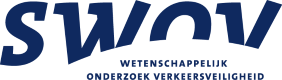 SWOV
WETENSCHAPPELIJK
ONDERZOEK VERKEERSVEILIGHEID